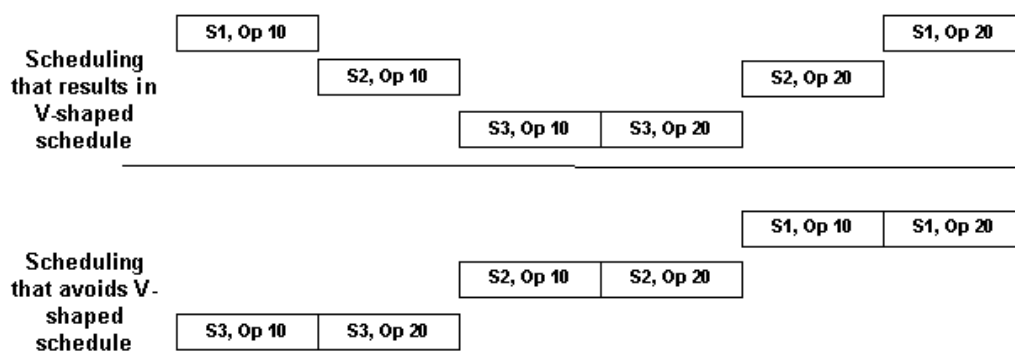 S1, Op 10
S1, Op 20
Scheduling
that results in
V-shaped
schedule
S2, Op 10
S2, Op 20
S3, Op 10
S3, Op 20
S1, Op 10
S1, Op 20
Scheduling
that avoids V-
shaped
schedule
S2, Op 10
S2, Op 20
S3, Op 10
S3, Op 20